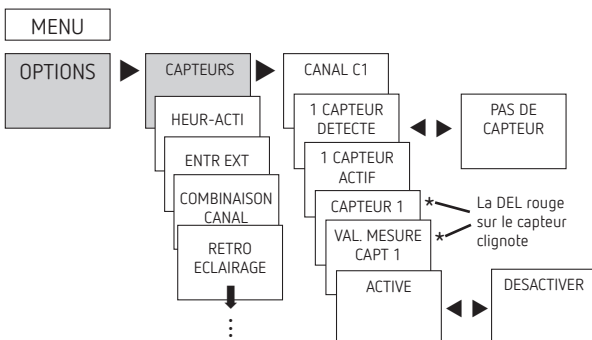 MENU
OPTIONS
CAPTEURS
HEUR-ACTI
ENTR EXT
COMBINAISON
CANAL
RETRO
ECLAIRAGE
CANAL C1
1 CAPTEUR
DETECTE
PAS DE
CAPTEUR
1 CAPTEUR
ACTIF
CAPTEUR 1
*
VAL. MESURE
CAPT 1
*
La DEL rouge
sur le capteur
clignote
ACTIVE
DESACTIVER